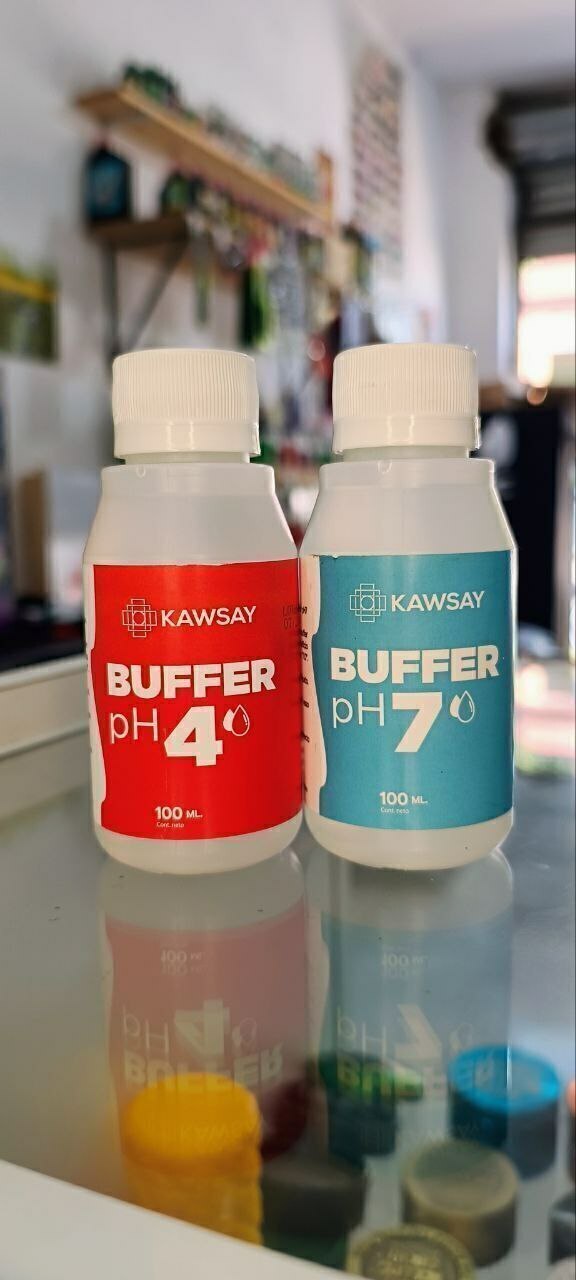 KAWSAY
BUFFER
pH 4
100 ML.
Cont. neto
KAWSAY
BUFFER
pH 7
100 ML.
Cont. neto